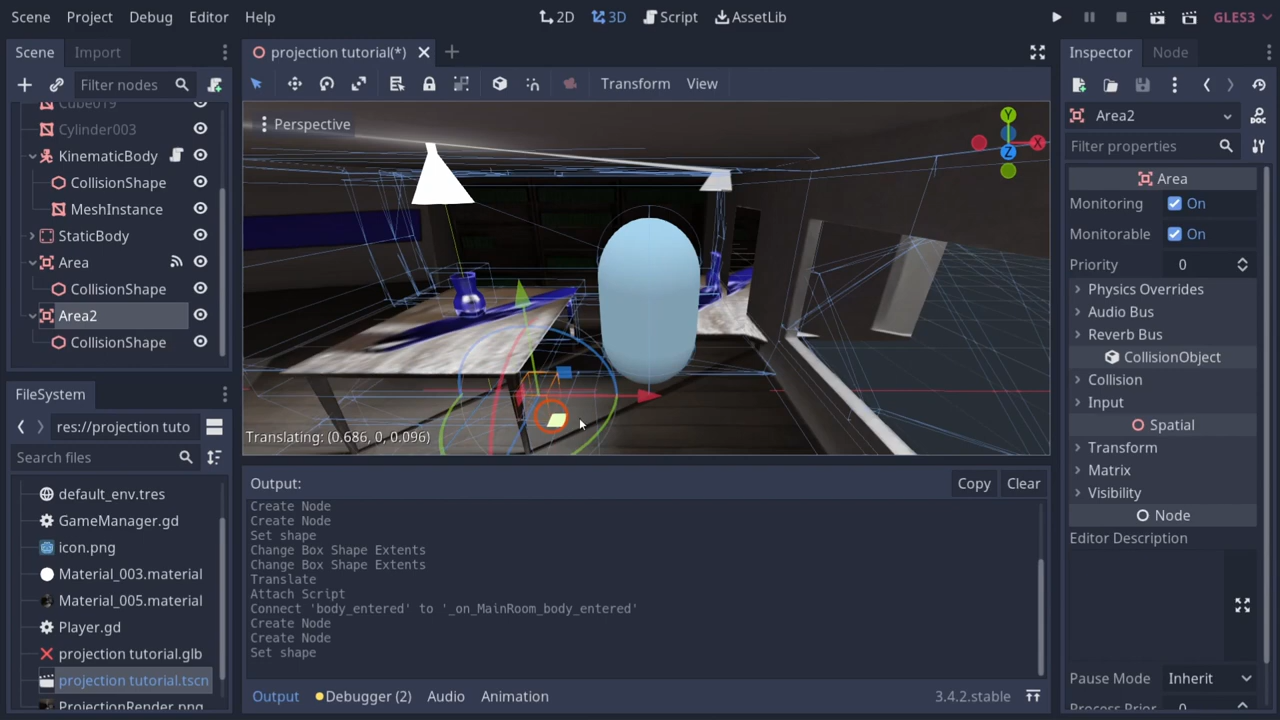 Scene Project Debug Editor Help
2D 3D Script AssetLib
GLES3
Scene Import
projection tutorial(*)
Inspector Node
Filter nodes
Transform View
Perspective
Y
X
Z
Area2
Filter properties
Cube019
Cylinder003
KinematicBody
CollisionShape
MeshInstance
StaticBody
Area
CollisionShape
Area2
CollisionShape
Translating: (0.686, 0, 0.096)
Area
Monitoring On
Monitorable On
Priority 0
Physics Overrides
Audio Bus
Reverb Bus
CollisionObject
Collision
Input
Spatial
Transform
Matrix
Visibility
Node
Editor Description
Pause Mode Inherit
Process Prior 0
FileSystem
res://projection tuto
Search files
default_env.tres
GameManager.gd
icon.png
Material_003.material
Material_005.material
Player.gd
projection tutorial.glb
projection tutorial.tscn
ProjectionRender.png
Output:
Copy Clear
Create Node
Create Node
Set shape
Change Box Shape Extents
Change Box Shape Extents
Translate
Attach Script
Connect 'body_entered' to '_on_MainRoom_body_entered'
Create Node
Create Node
Set shape
Output Debugger (2) Audio Animation
3.4.2.stable